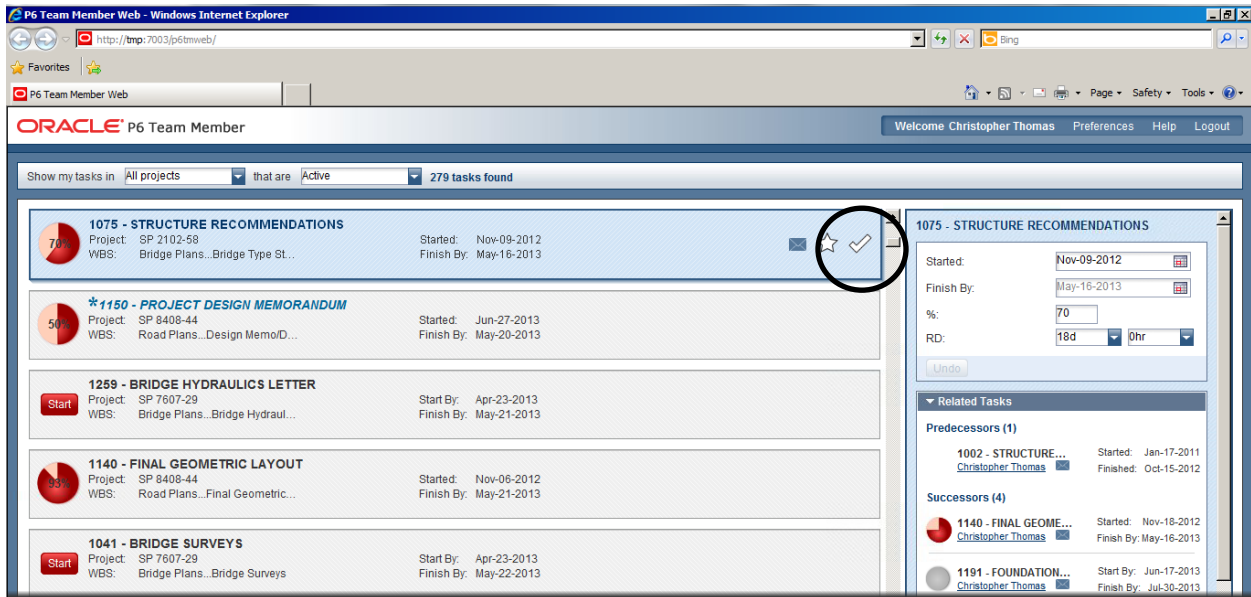 P6 Team Member Web - Windows Internet Explorer
http://tmp:7003/p6tmweb/
Bing
Favorites
P6 Team Member Web
Page Safety Tools
ORACLE P6 Team Member
Welcome Christopher Thomas Preferences Help Logout
Show my tasks in All projects that are Active 279 tasks found
70%
1075 - STRUCTURE RECOMMENDATIONS
Project: SP 2102-58 Started: Nov-09-2012
WBS: Bridge Plans...Bridge Type St... Finish By: May-16-2013
50%
*1150 - PROJECT DESIGN MEMORANDUM
Project: SP 8408-44 Started: Jun-27-2013
WBS: Road Plans...Design Memo/D... Finish By: May-20-2013
Start
1259 - BRIDGE HYDRAULICS LETTER
Project: SP 7607-29 Start By: Apr-23-2013
WBS: Bridge Plans...Bridge Hydraul... Finish By: May-21-2013
93%
1140 - FINAL GEOMETRIC LAYOUT
Project: SP 8408-44 Started: Nov-06-2012
WBS: Road Plans...Final Geometric... Finish By: May-21-2013
Start
1041 - BRIDGE SURVEYS
Project: SP 7607-29 Start By: Apr-23-2013
WBS: Bridge Plans...Bridge Surveys Finish By: May-22-2013
1075 - STRUCTURE RECOMMENDATIONS
Started: Nov-09-2012
Finish By: May-16-2013
%: 70
RD: 18d 0hr
Undo
Related Tasks
Predecessors (1)
1002 - STRUCTURE... Started: Jan-17-2011
Christopher Thomas Finished: Oct-15-2012
Successors (4)
1140 - FINAL GEOME... Started: Nov-18-2012
Christopher Thomas Finish By: May-16-2013
1191 - FOUNDATION... Start By: Jun-17-2013
Christopher Thomas Finish By: Jul-30-2013